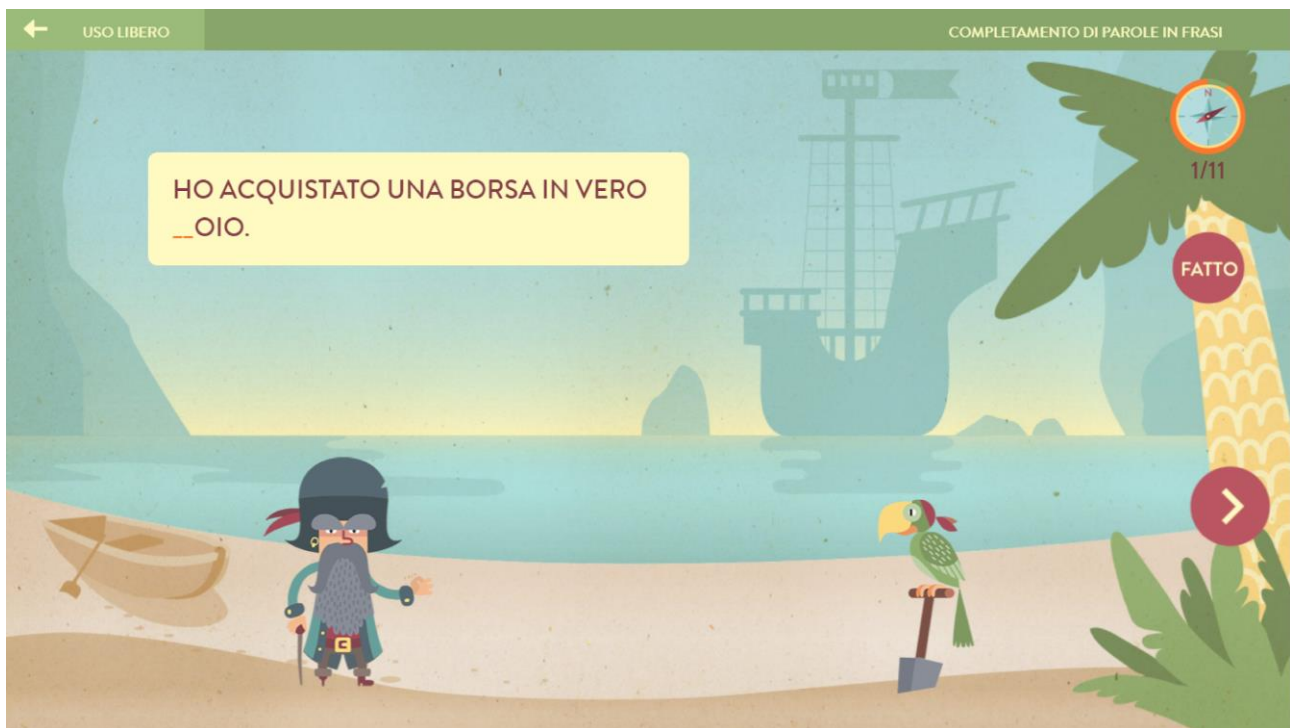 USO LIBERO
COMPLETAMENTO DI PAROLE IN FRASI
N
1/11
HO ACQUISTATO UNA BORSA IN VERO
__OIO.
FATTO